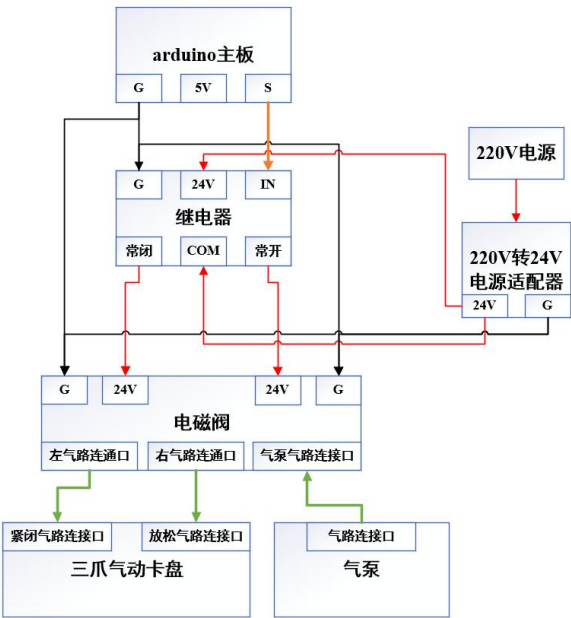 arduino主板
G 5V S
220V电源
G 24V IN
继电器
常闭 COM 常开
220V转24V
电源适配器
24V G
G 24V 24V G
电磁阀
左气路连通口 右气路连通口 气泵气路连接口
紧闭气路连接口 放松气路连接口 气路连接口
三爪气动卡盘 气泵